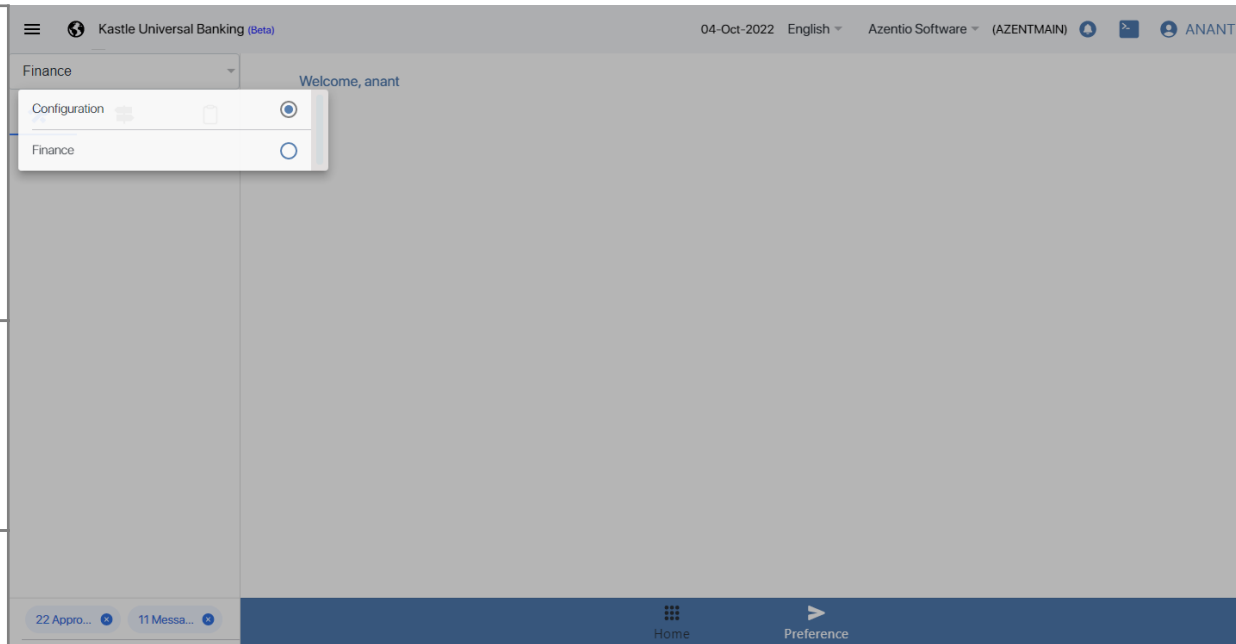 Kastle Universal Banking (Beta) 04-Oct-2022 English Azentio Software (AZENTMAIN) ANANT
Finance
Welcome, anant
Configuration
Finance
22 Appro... 11 Messa...
Home Preference